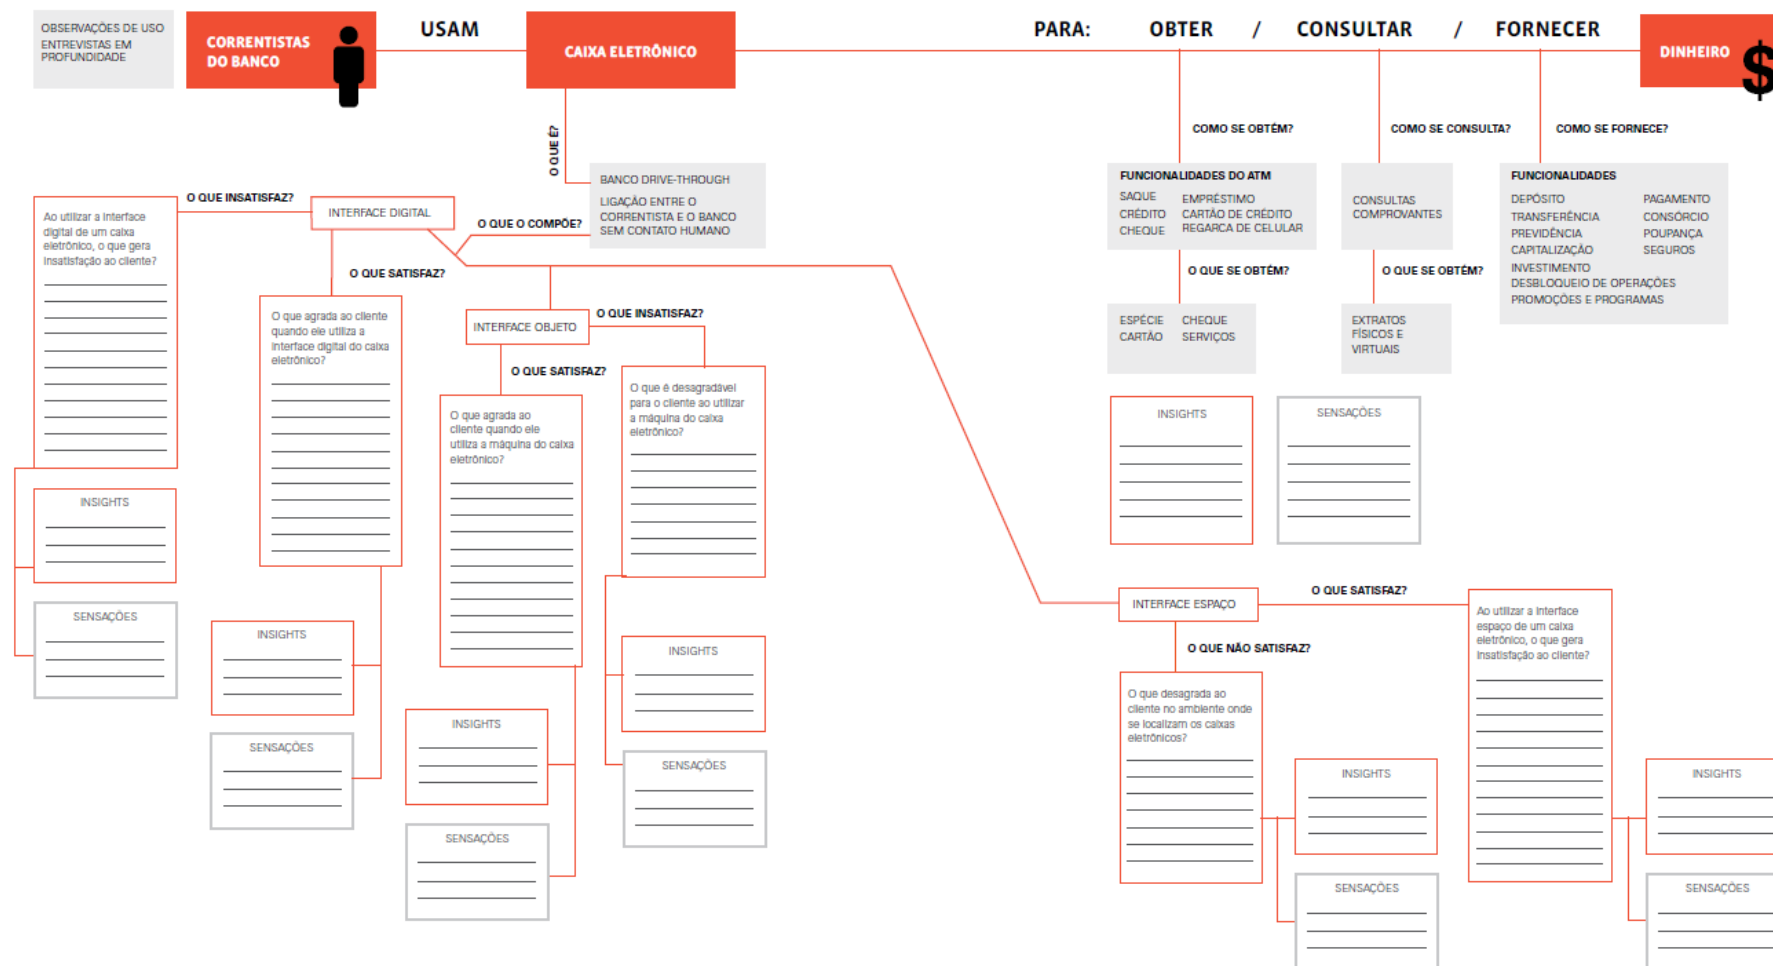 OBSERVAÇÕES DE USO
ENTREVISTAS EM
PROFUNDIDADE
CORRENTISTAS
DO BANCO
USAM
CAIXA ELETRÔNICO
PARA:
OBTER
/
CONSULTAR
/
FORNECER
DINHEIRO
$
O QUE É?
BANCO DRIVE-THROUGH
LIGAÇÃO ENTRE O
CORRENTISTA E O BANCO
SEM CONTATO HUMANO
O QUE O COMPÕE?
INTERFACE DIGITAL
O QUE INSATISFAZ?
Ao utilizar a interface
digital de um caixa
eletrônico, o que gera
insatisfação ao cliente?
INSIGHTS
SENSAÇÕES
O QUE SATISFAZ?
O que agrada ao cliente
quando ele utiliza a
interface digital do caixa
eletrônico?
INSIGHTS
SENSAÇÕES
INTERFACE OBJETO
O QUE SATISFAZ?
O que agrada ao
cliente quando ele
utiliza a máquina do caixa
eletrônico?
INSIGHTS
SENSAÇÕES
O QUE INSATISFAZ?
O que é desagradável
para o cliente ao utilizar
a máquina do caixa
eletrônico?
INSIGHTS
SENSAÇÕES
COMO SE OBTÉM?
FUNCIONALIDADES DO ATM
SAQUE
CRÉDITO
CHEQUE
EMPRÉSTIMO
CARTÃO DE CRÉDITO
REGARCA DE CELULAR
O QUE SE OBTÉM?
ESPÉCIE
CARTÃO
CHEQUE
SERVIÇOS
COMO SE CONSULTA?
CONSULTAS
COMPROVANTES
O QUE SE OBTÉM?
EXTRATOS
FÍSICOS E
VIRTUAIS
COMO SE FORNECE?
FUNCIONALIDADES
DEPÓSITO
TRANSFERÊNCIA
PREVIDÊNCIA
CAPITALIZAÇÃO
INVESTIMENTO
DESBLOQUEIO DE OPERAÇÕES
PROMOÇÕES E PROGRAMAS
PAGAMENTO
CONSÓRCIO
POUPANÇA
SEGUROS
INSIGHTS
SENSAÇÕES
INTERFACE ESPAÇO
O QUE SATISFAZ?
Ao utilizar a interface
espaço de um caixa
eletrônico, o que gera
insatisfação ao cliente?
INSIGHTS
SENSAÇÕES
O QUE NÃO SATISFAZ?
O que desagrada ao
cliente no ambiente onde
se localizam os caixas
eletrônicos?
INSIGHTS
SENSAÇÕES